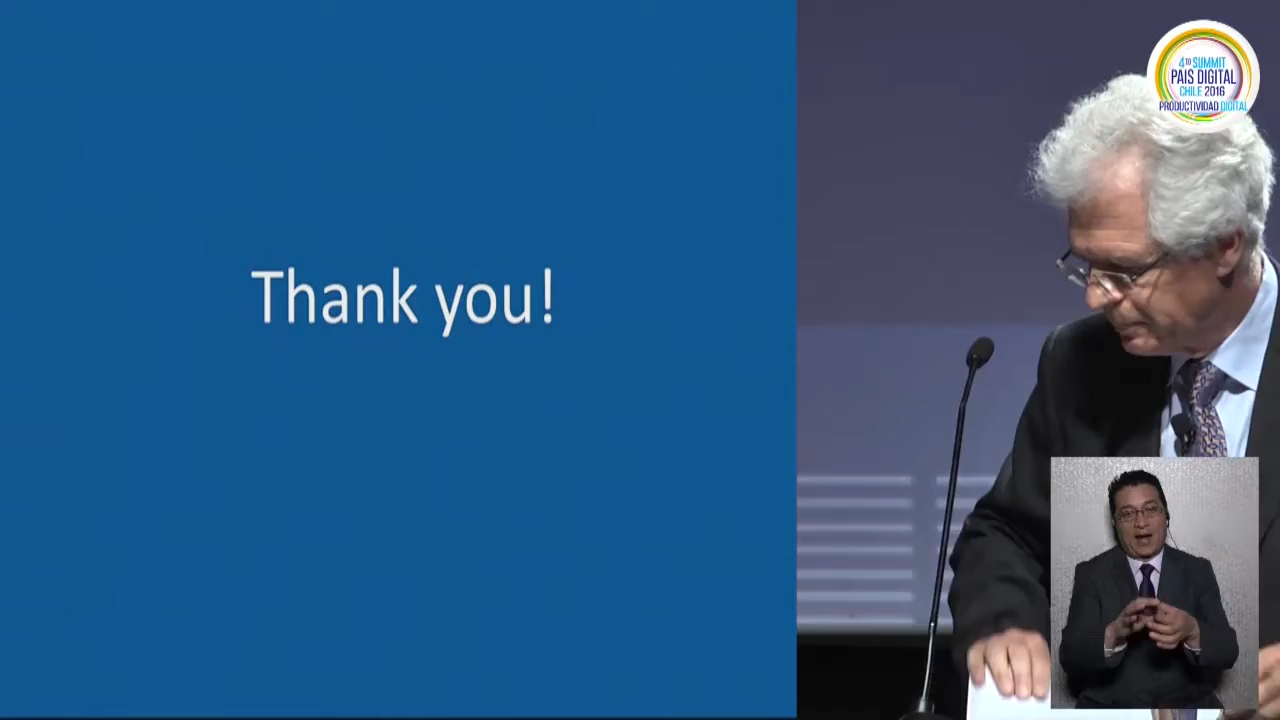 Thank you!
4TO SUMMIT
PAIS DIGITAL
CHILE 2016
PRODUCTIVIDAD DIGITAL